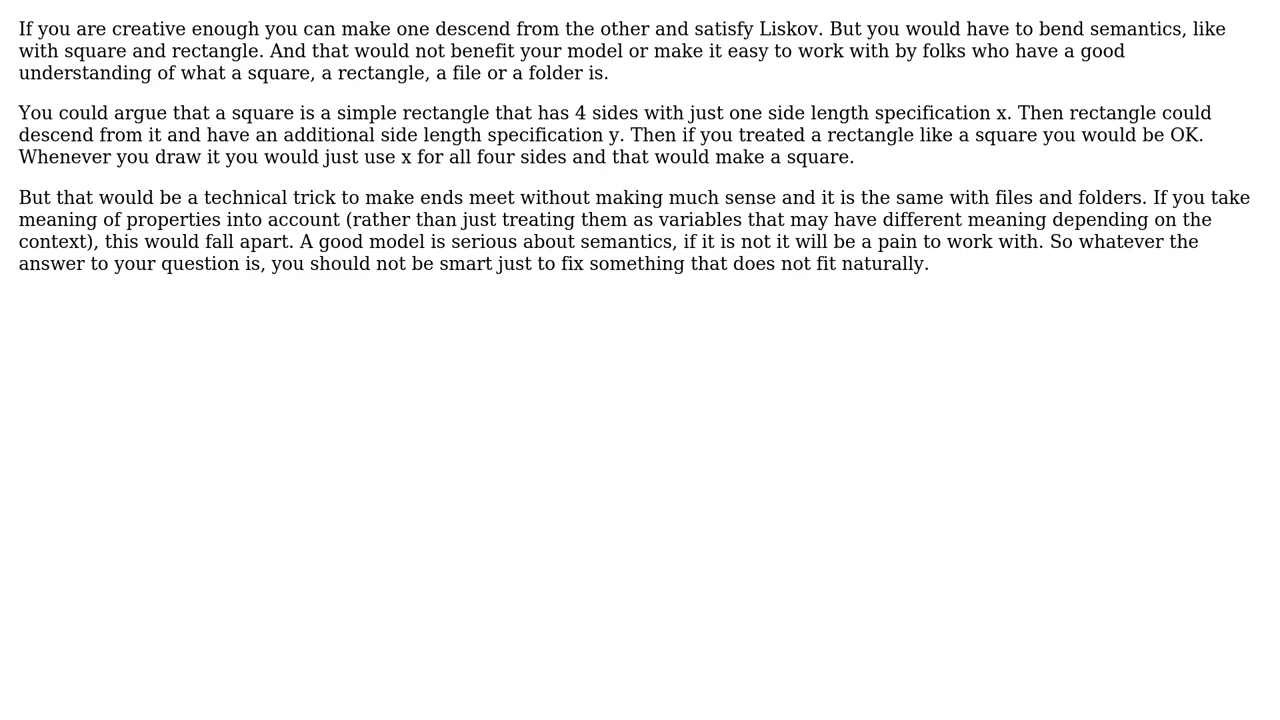 If you are creative enough you can make one descend from the other and satisfy Liskov. But you would have to bend semantics, like
with square and rectangle. And that would not benefit your model or make it easy to work with by folks who have a good
understanding of what a square, a rectangle, a file or a folder is.
You could argue that a square is a simple rectangle that has 4 sides with just one side length specification x. Then rectangle could
descend from it and have an additional side length specification y. Then if you treated a rectangle like a square you would be OK.
Whenever you draw it you would just use x for all four sides and that would make a square.
But that would be a technical trick to make ends meet without making much sense and it is the same with files and folders. If you take
meaning of properties into account (rather than just treating them as variables that may have different meaning depending on the
context), this would fall apart. A good model is serious about semantics, if it is not it will be a pain to work with. So whatever the
answer to your question is, you should not be smart just to fix something that does not fit naturally.